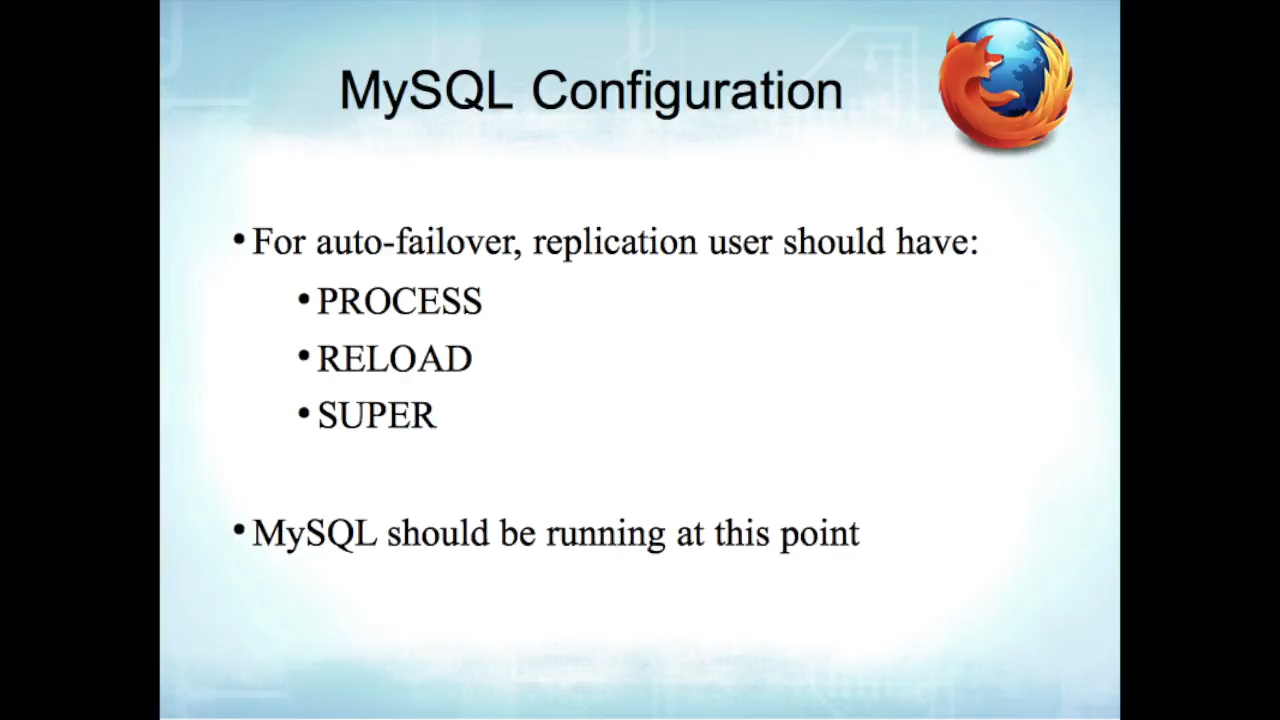 MySQL Configuration
•For auto-failover, replication user should have:
•PROCESS
•RELOAD
•SUPER
•MySQL should be running at this point